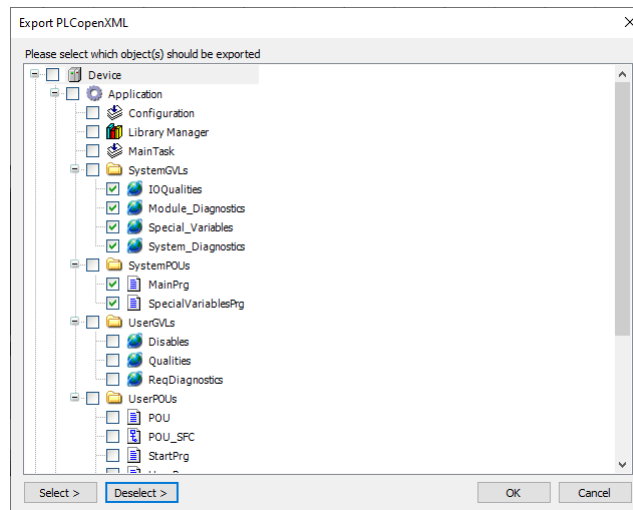 Export PLCopenXML
Please select which object(s) should be exported
Device
Application
Configuration
Library Manager
MainTask
SystemGVLs
IOQualities
Module_Diagnostics
Special_Variables
System_Diagnostics
SystemPOUs
MainPrg
SpecialVariablesPrg
UserGVLs
Disables
Qualities
ReqDiagnostics
UserPOUs
POU
POU_SFC
StartPrg
Select > Deselect > OK Cancel